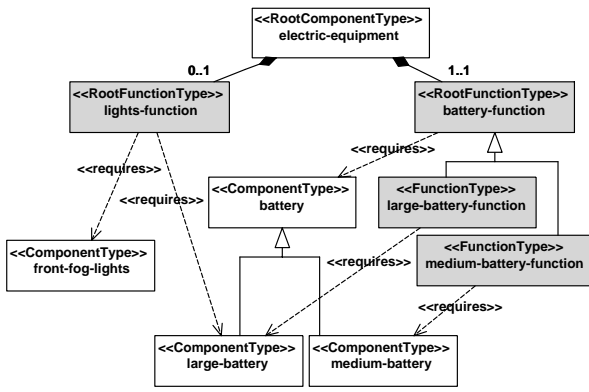 <<RootComponentType>>
electric-equipment
0..1
1..1
<<RootFunctionType>>
lights-function
<<RootFunctionType>>
battery-function
<<requires>>
<<requires>>
<<requires>>
<<ComponentType>>
battery
<<FunctionType>>
large-battery-function
<<ComponentType>>
front-fog-lights
<<requires>>
<<FunctionType>>
medium-battery-function
<<requires>>
<<ComponentType>>
large-battery
<<ComponentType>>
medium-battery